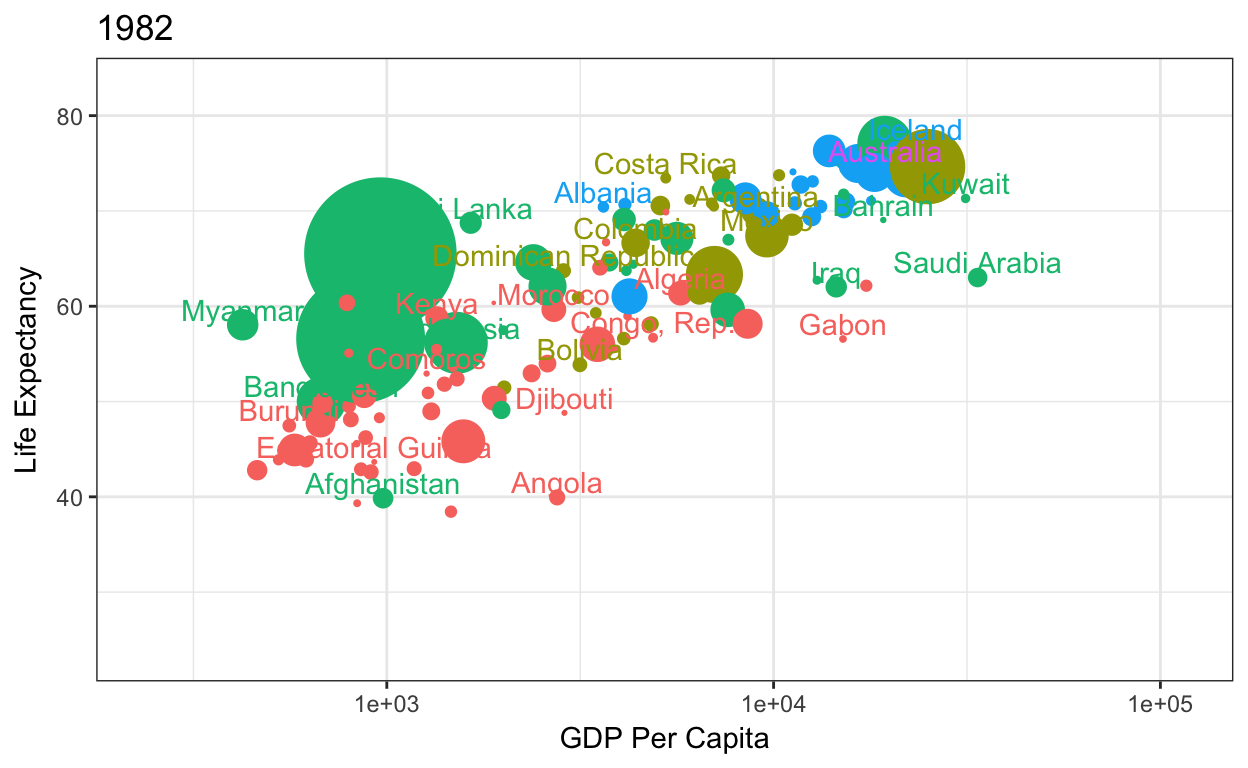 1982
80
60
40
Life Expectancy
Iceland
Australia
Costa Rica
Kuwait
Albania
Argentina
Lanka
Bahrain
Colombia
Dominican Republic
Saudi Arabia
Iraq
Algeria
Morocco
Myanmar
Kenya
Congo, Rep.
Gabon
Bolivia
Comoros
Djibouti
Afghanistan
Angola
1e+03
1e+04
1e+05
GDP Per Capita